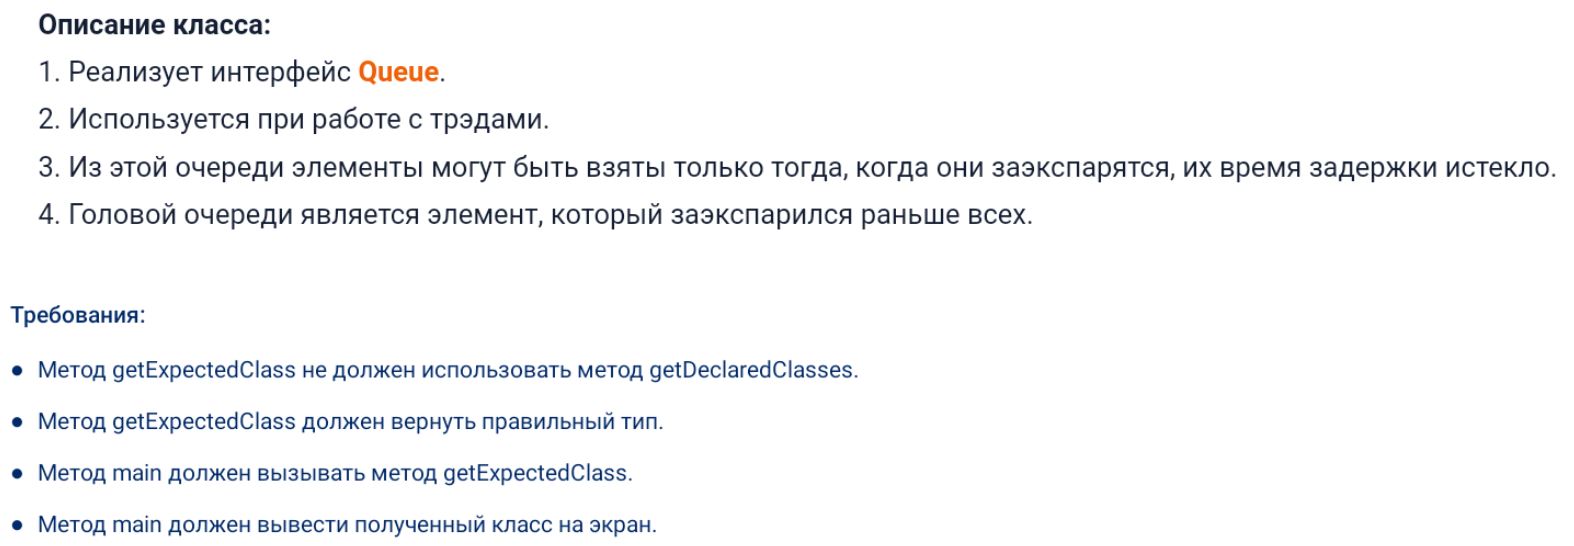 Описание класса:
1. Реализует интерфейс Queue.
2. Используется при работе с трэдами.
3. Из этой очереди элементы могут быть взяты только тогда, когда они заэкспарятся, их время задержки истекло.
4. Головой очереди является элемент, который заэкспарился раньше всех.
Требования:
● Метод getExpectedClass не должен использовать метод getDeclaredClasses.
● Метод getExpectedClass должен вернуть правильный тип.
● Метод main должен вызывать метод getExpectedClass.
● Метод main должен вывести полученный класс на экран.